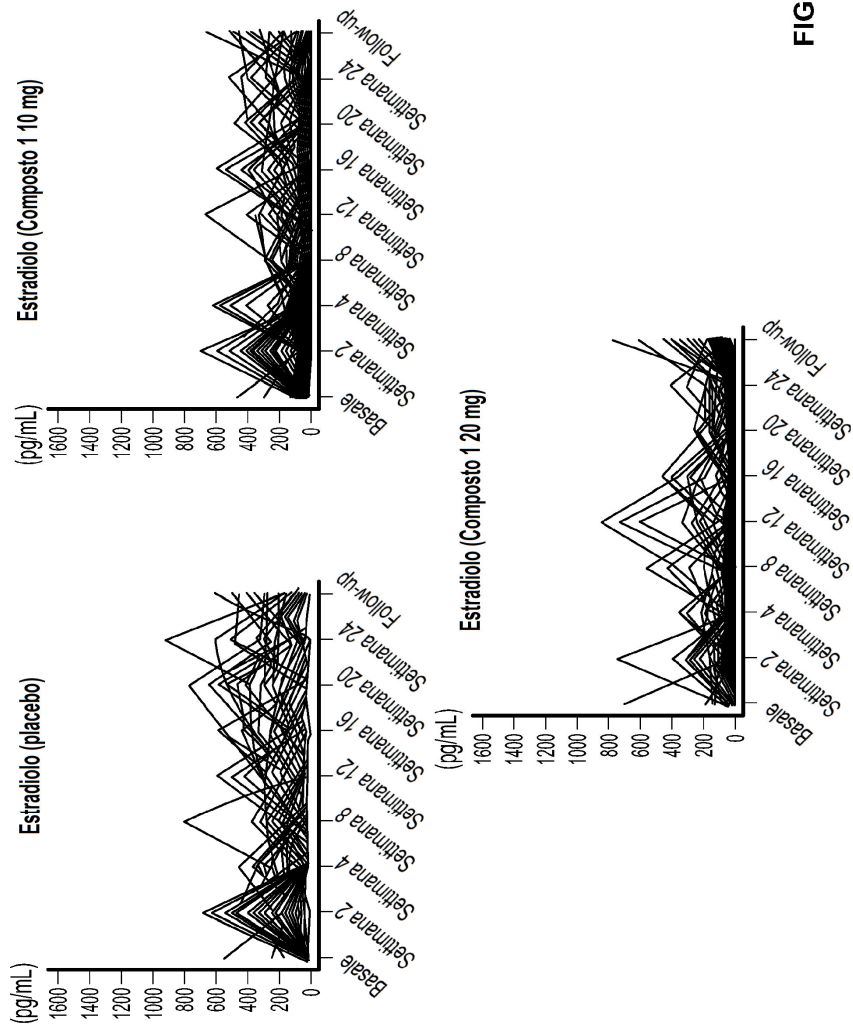 Estradiolo (placebo)
(pg/mL)
1600
1400
1200
1000
800
600
400
200
0
Basale
Settimana 2
Settimana 4
Settimana 8
Settimana 12
Settimana 16
Settimana 20
Settimana 24
Follow-up
Estradiolo (Composto 1 10 mg)
(pg/mL)
1600
1400
1200
1000
800
600
400
200
0
Basale
Settimana 2
Settimana 4
Settimana 8
Settimana 12
Settimana 16
Settimana 20
Settimana 24
Follow-up
Estradiolo (Composto 1 20 mg)
(pg/mL)
1600
1400
1200
1000
800
600
400
200
0
Basale
Settimana 2
Settimana 4
Settimana 8
Settimana 12
Settimana 16
Settimana 20
Settimana 24
Follow-up
FIG